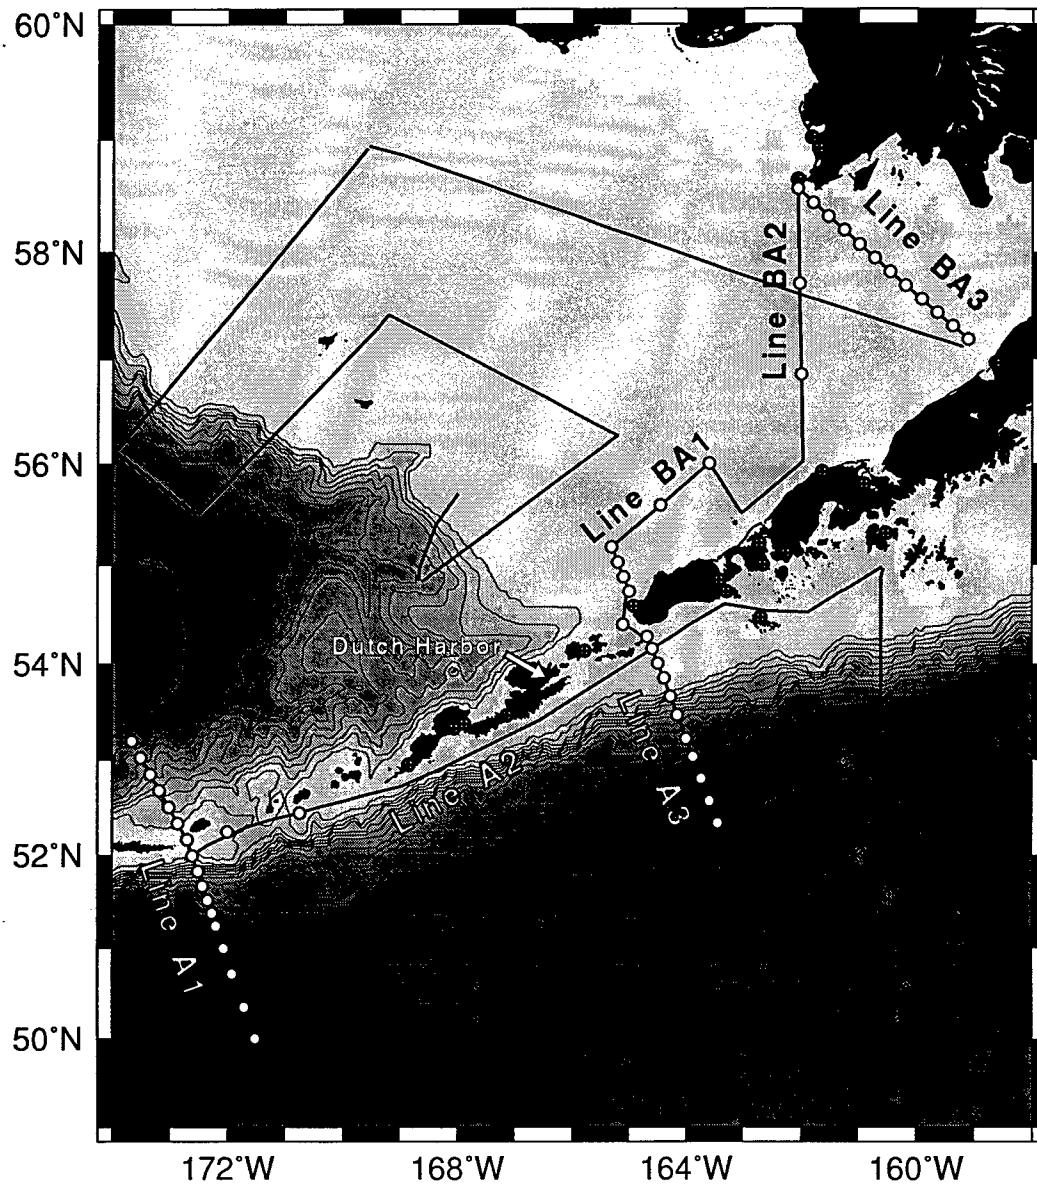 60°N
58°N
56°N
54°N
52°N
50°N
172°W
168°W
164°W
160°W
Line BA3
Line BA2
Line BA1
Dutch Harbor
Line A2
Line A3
Line A1